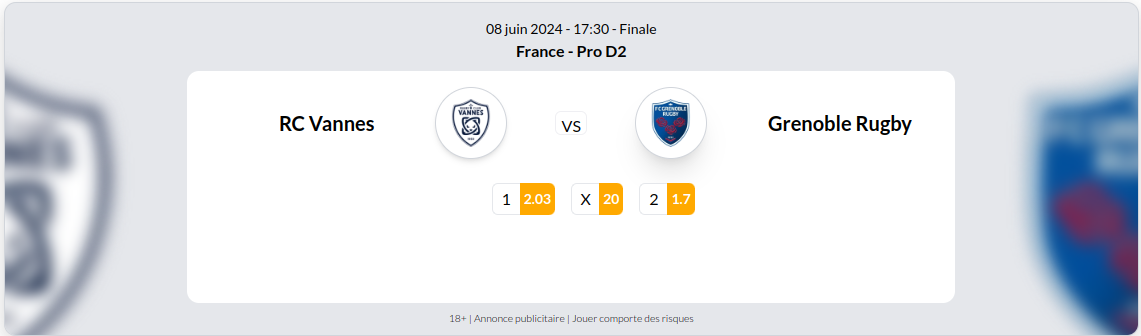 08 juin 2024 - 17:30 - Finale
France - Pro D2
RC Vannes
VANNES
VS
FC GRENOBLE
RUGBY
Grenoble Rugby
1 2.03 X 20 2 1.7
18+ | Annonce publicitaire | Jouer comporte des risques